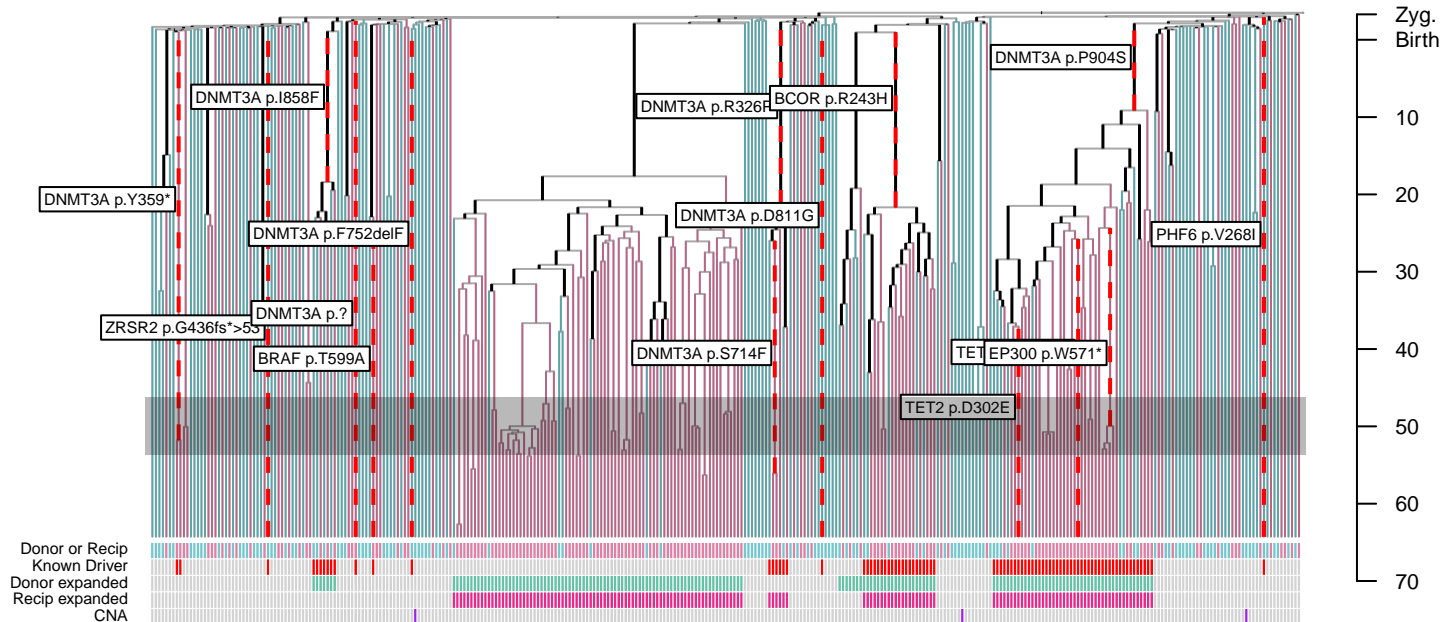 Zyg.
Birth
DNMT3A p.P904S
DNMT3A p.I858F
DNMT3A p.R326
BCOR p.R243H
10
DNMT3A p.Y359*
20
DNMT3A p.D811G
DNMT3A p.F752delF
PHF6 p.V268I
30
DNMT3A p.?
ZRSR2 p.G436fs*>53
DNMT3A p.S714F
TET
EP300 p.W571*
40
BRAF p.T599A
TET2 p.D302E
50
60
Donor or Recip
Known Driver
Donor expanded
70
Recip expanded
CNA